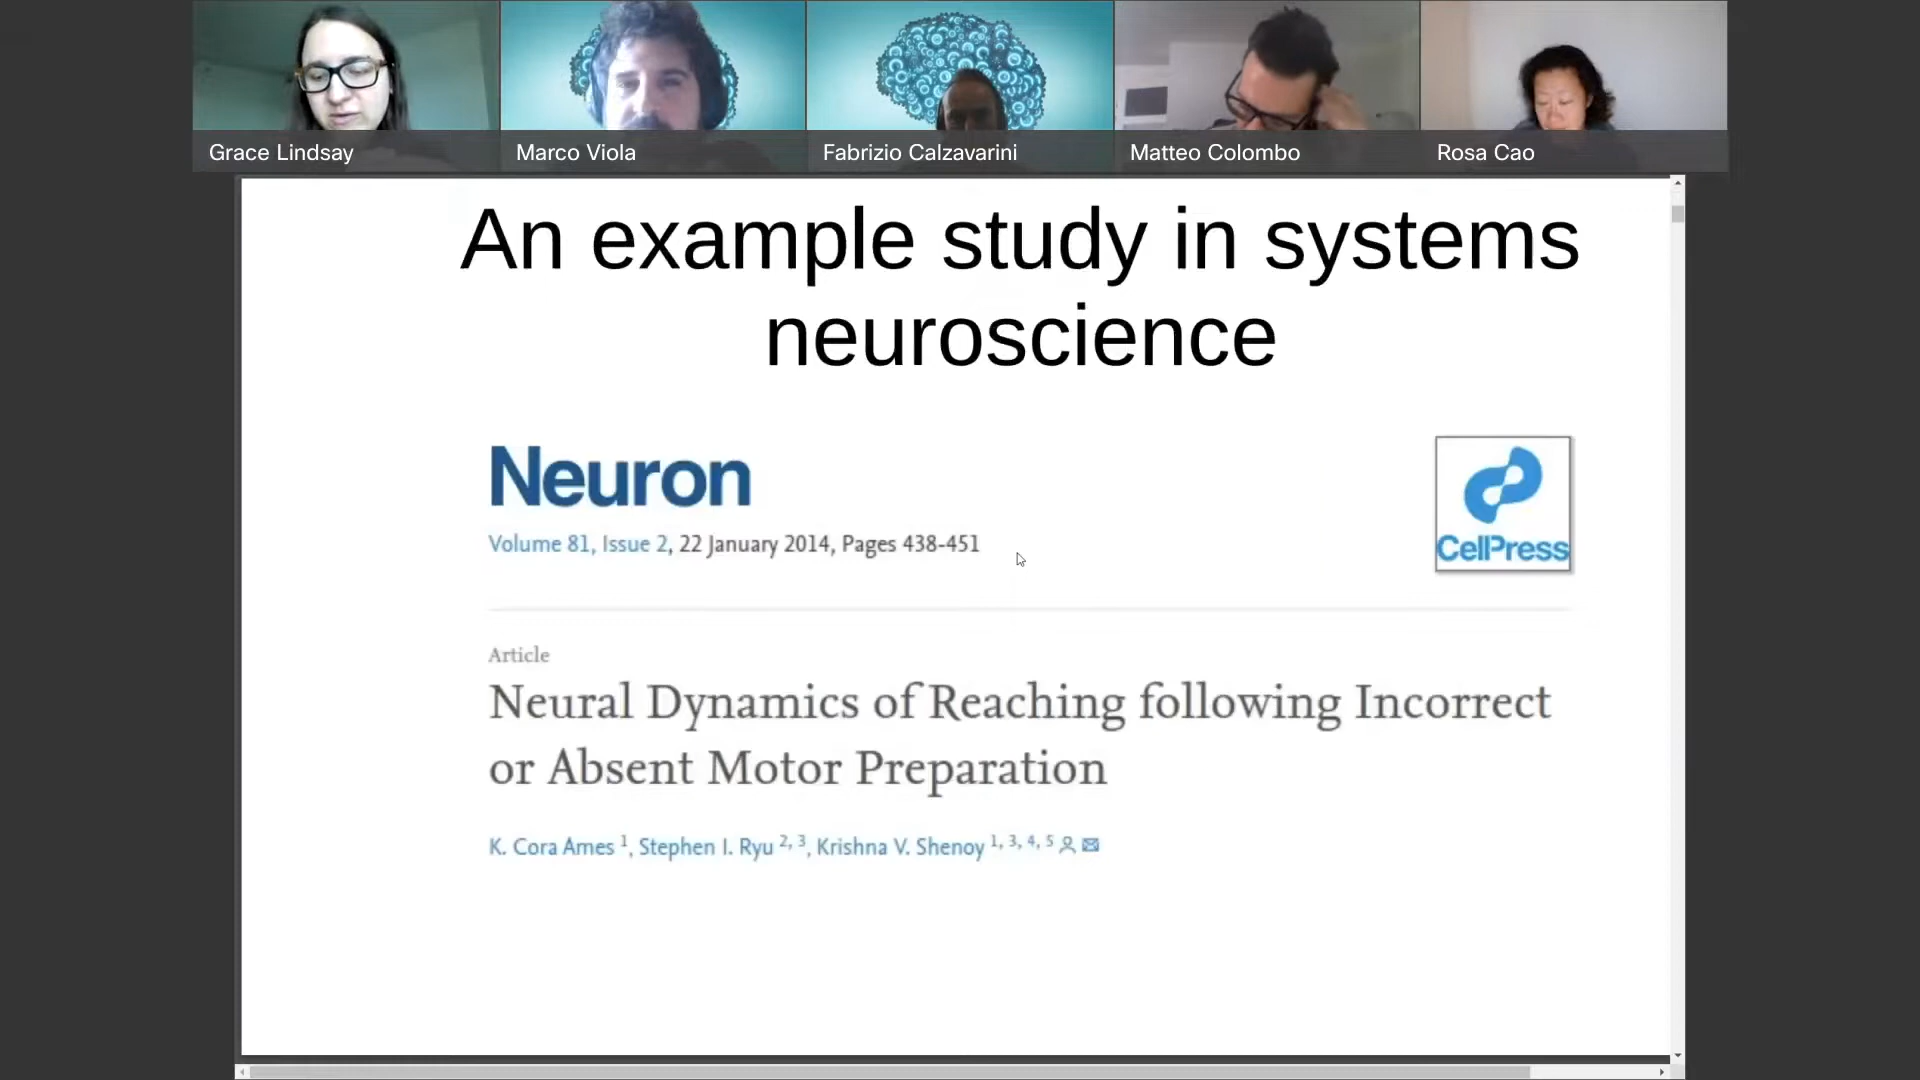 Grace Lindsay
Marco Viola
Fabrizio Calzavarini
Matteo Colombo
Rosa Cao
An example study in systems
neuroscience
Neuron
CellPress
Volume 81, Issue 2, 22 January 2014, Pages 438-451
Article
Neural Dynamics of Reaching following Incorrect
or Absent Motor Preparation
K. Cora Ames 1, Stephen I. Ryu 2, 3, Krishna V. Shenoy 1, 3, 4, 5